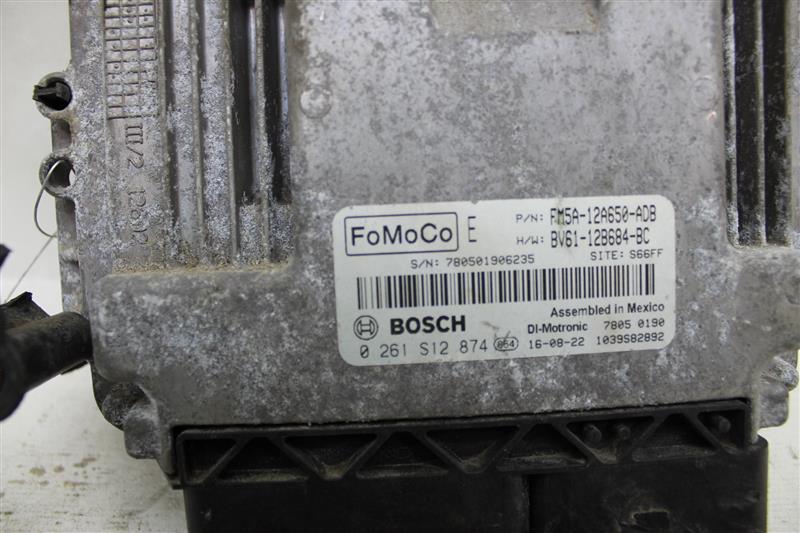 FoMoCo E P/N: FM5A-12A650-ADB
H/W: BV61-12B684-BC
S/N: 780501906235 SITE: S66FF
Assembled in Mexico
BOSCH DI-Motronic 7805 0190
0 261 S12 874 864 16-08-22 1039S82892